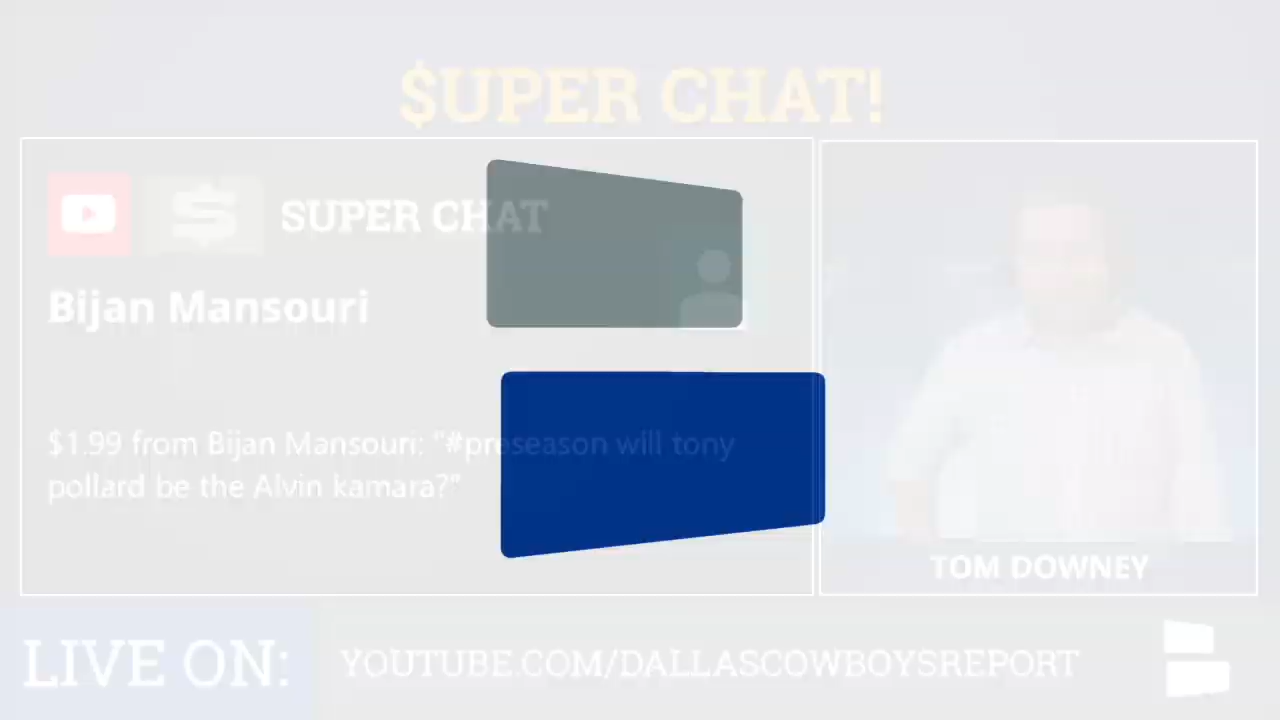 $UPER CHAT!
SUPER CHAT
Bijan Mansouri
$1.99 from Bijan Mansouri: "#preseason will tony
pollard be the Alvin kamara?"
TOM DOWNEY
LIVE ON:
YOUTUBE.COM/DALLASCOWBOYSREPORT